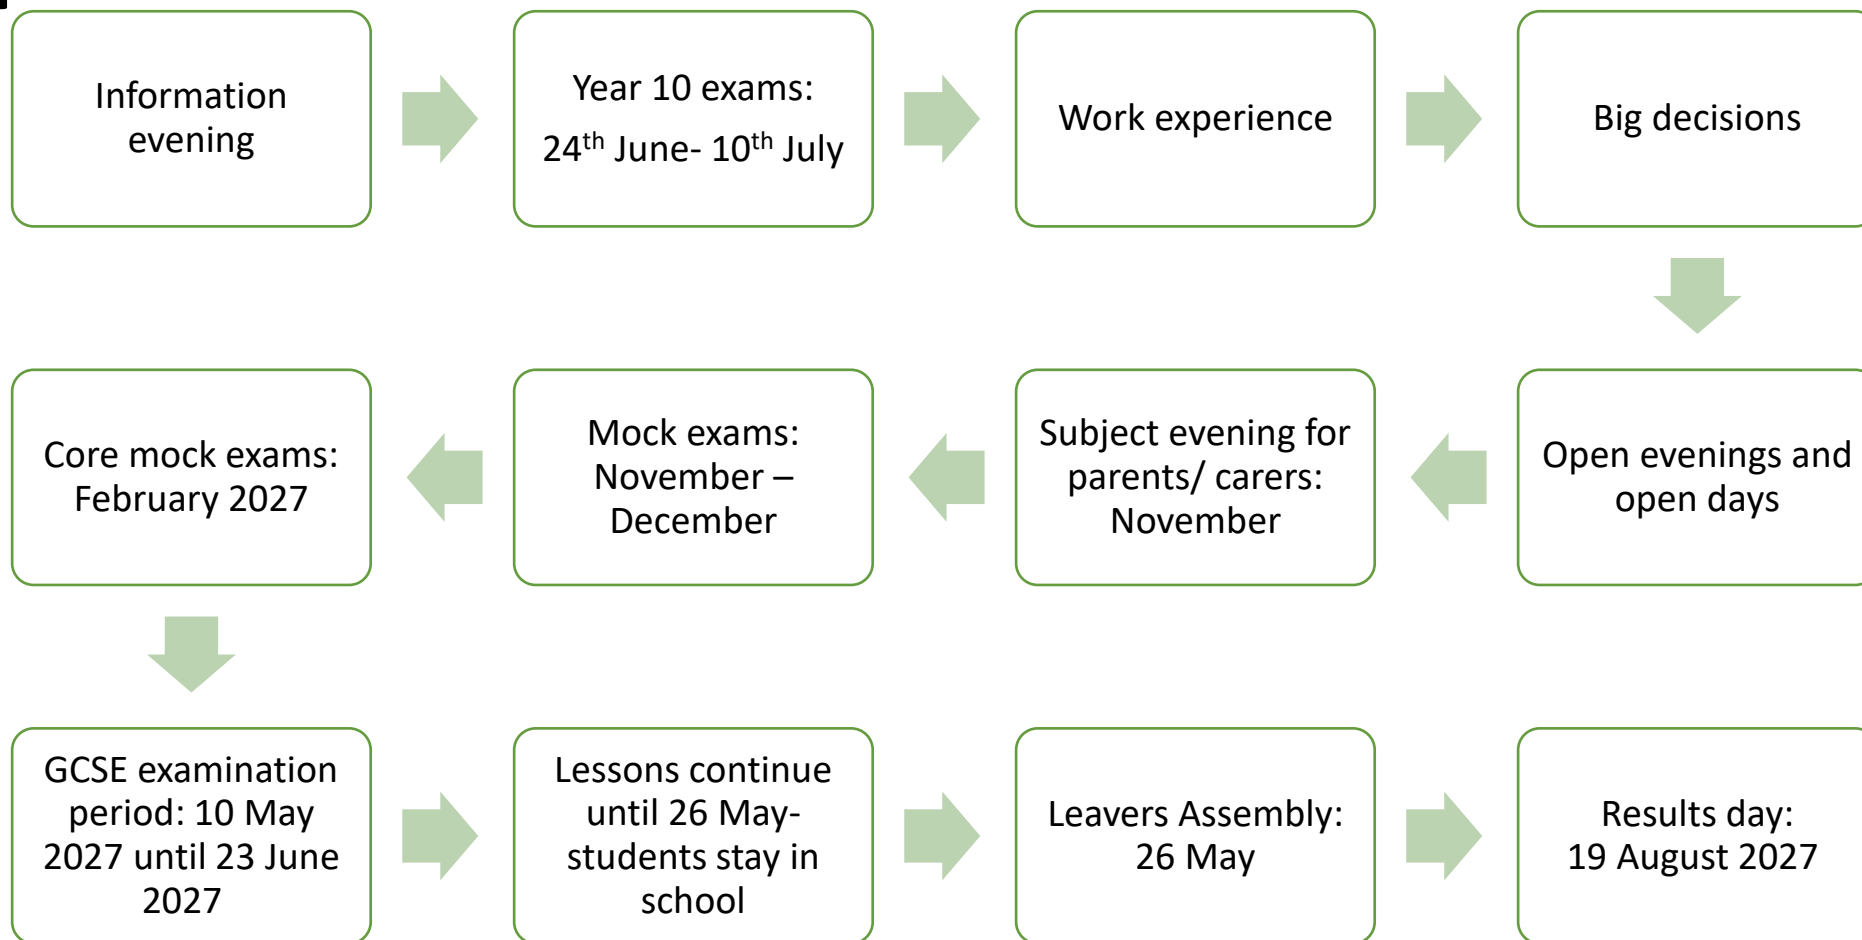 Information
evening
Year 10 exams:
24th June- 10th July
Work experience
Big decisions
Open evenings and
open days
Subject evening for
parents/ carers:
November
Mock exams:
November –
December
Core mock exams:
February 2027
GCSE examination
period: 10 May
2027 until 23 June
2027
Lessons continue
until 26 May-
students stay in
school
Leavers Assembly:
26 May
Results day:
19 August 2027